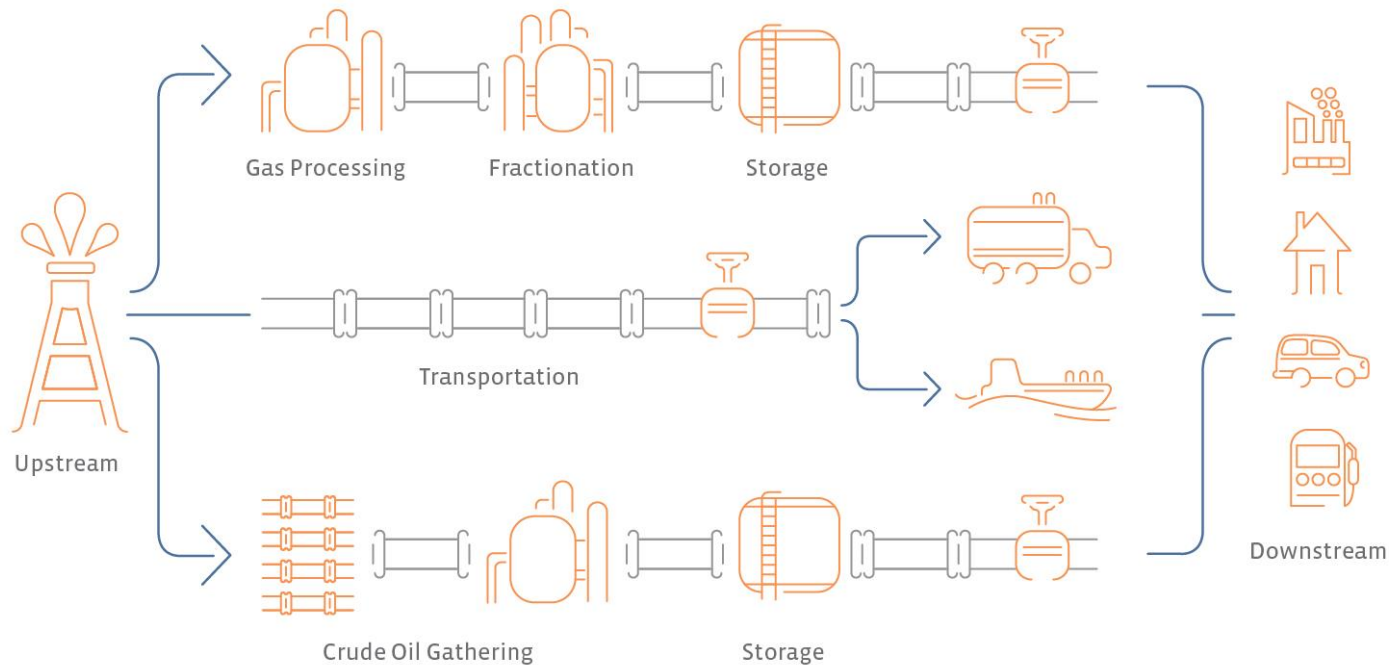 Gas Processing
Fractionation
Storage
Transportation
Upstream
Downstream
Crude Oil Gathering
Storage